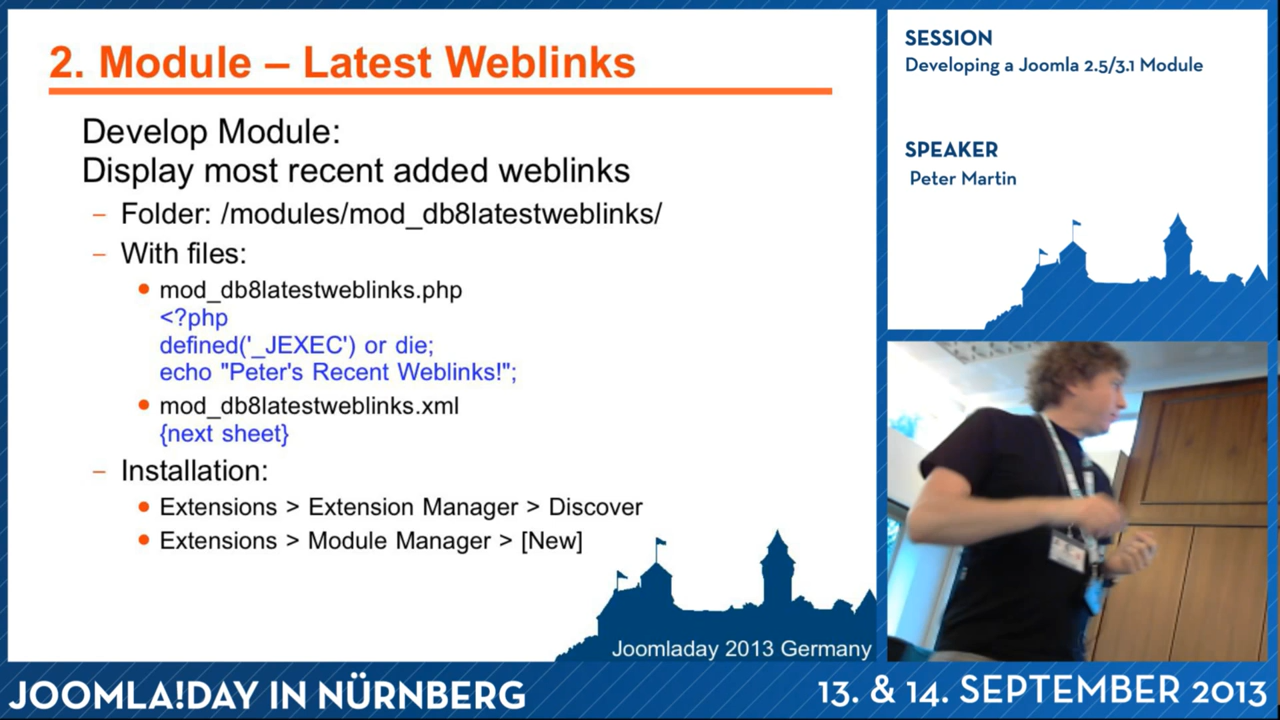 2. Module – Latest Weblinks
Develop Module:
Display most recent added weblinks
– Folder: /modules/mod_db8latestweblinks/
– With files:
● mod_db8latestweblinks.php
<?php
defined('_JEXEC') or die;
echo "Peter's Recent Weblinks!";
● mod_db8latestweblinks.xml
{next sheet}
– Installation:
● Extensions > Extension Manager > Discover
● Extensions > Module Manager > [New]
Joomladay 2013 Germany
SESSION
Developing a Joomla 2.5/3.1 Module
SPEAKER
Peter Martin
JOOMLA!DAY IN NÜRNBERG
13. & 14. SEPTEMBER 2013